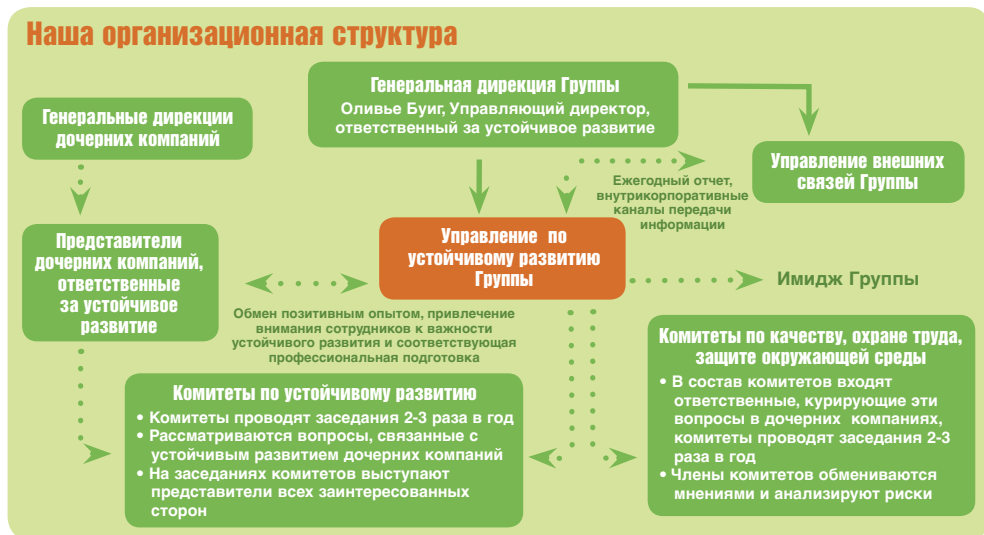 Наша организационная структура
Генеральная дирекция Группы
Оливье Буиг, Управляющий директор,
ответственный за устойчивое развитие
Генеральные дирекции
дочерних компаний
Управление внешних
связей Группы
Ежегодный отчет,
внутрикорпоративные
каналы передачи
информации
Представители
дочерних компаний,
ответственные
за устойчивое
развитие
Управление по
устойчивому развитию
Группы
Имидж Группы
Обмен позитивным опытом, привлечение
внимания сотрудников к важности
устойчивого развития и соответствующая
профессиональная подготовка
Комитеты по качеству, охране труда,
защите окружающей среды
• В состав комитетов входят
ответственные, курирующие эти
вопросы в дочерних компаниях,
комитеты проводят заседания 2-3
раза в год
• Члены комитетов обмениваются
мнениями и анализируют риски
Комитеты по устойчивому развитию
• Комитеты проводят заседания 2-3 раза в год
• Рассматриваются вопросы, связанные с
устойчивым развитием дочерних компаний
• На заседаниях комитетов выступают
представители всех заинтересованных
сторон